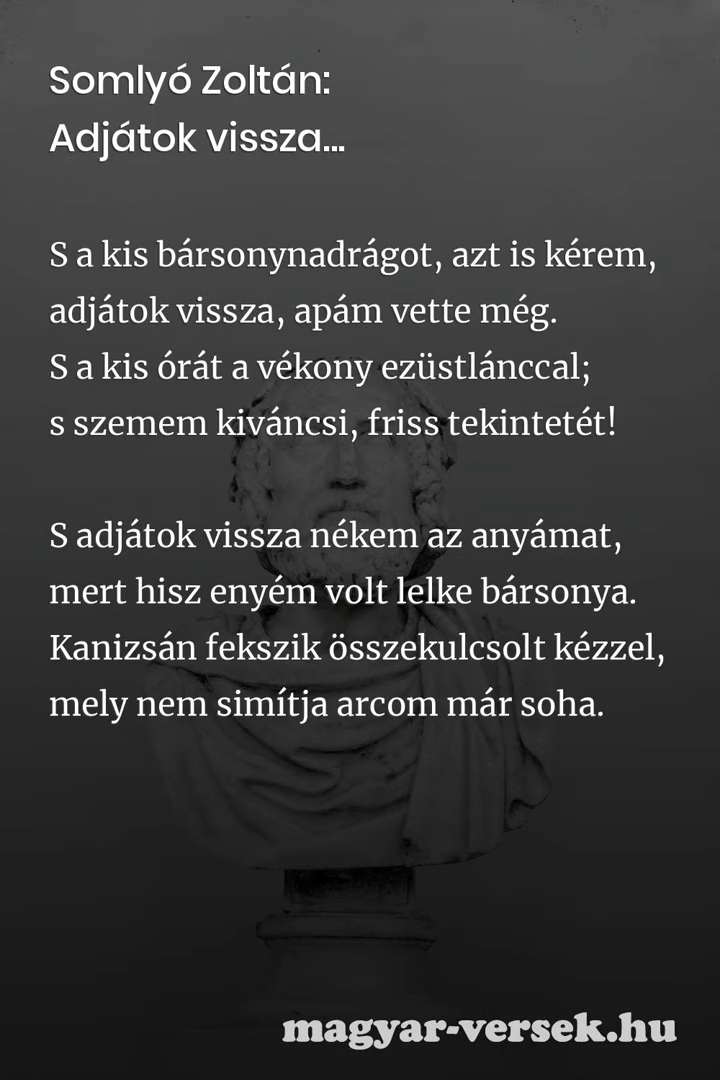 Somlyó Zoltán:
Adjátok vissza...
S a kis bársonynadrágot, azt is kérem,
adjátok vissza, apám vette még.
S a kis órát a vékony ezüstlánccal;
s szemem kiváncsi, friss tekintetét!
S adjátok vissza nékem az anyámat,
mert hisz enyém volt lelke bársonya.
Kanizsán fekszik összekulcsolt kézzel,
mely nem simítja arcom már soha.
magyar-versek.hu